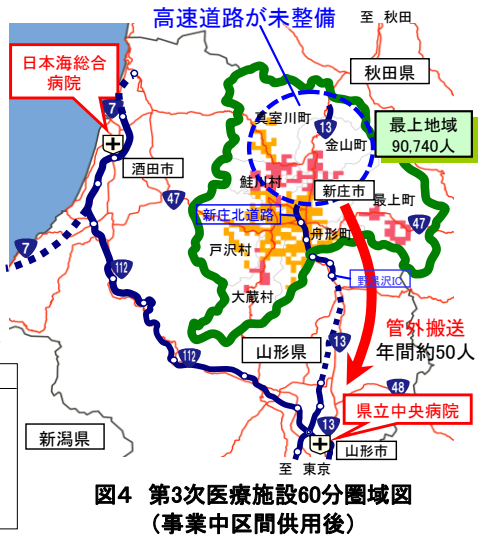 高速道路が未整備
至 秋田
日本海総合
病院
秋田県
7
真室川町
13
金山町
最上地域
90,740人
酒田市
鮭川村
新庄市
最上町
47
新庄北道路
47
舟形町
7
戸沢村
112
野黒沢IC
大蔵村
管外搬送
年間約50人
山形県
13
112
48
県立中央病院
13
新潟県
山形市
至 東京
図4 第3次医療施設60分圏域図
(事業中区間供用後)